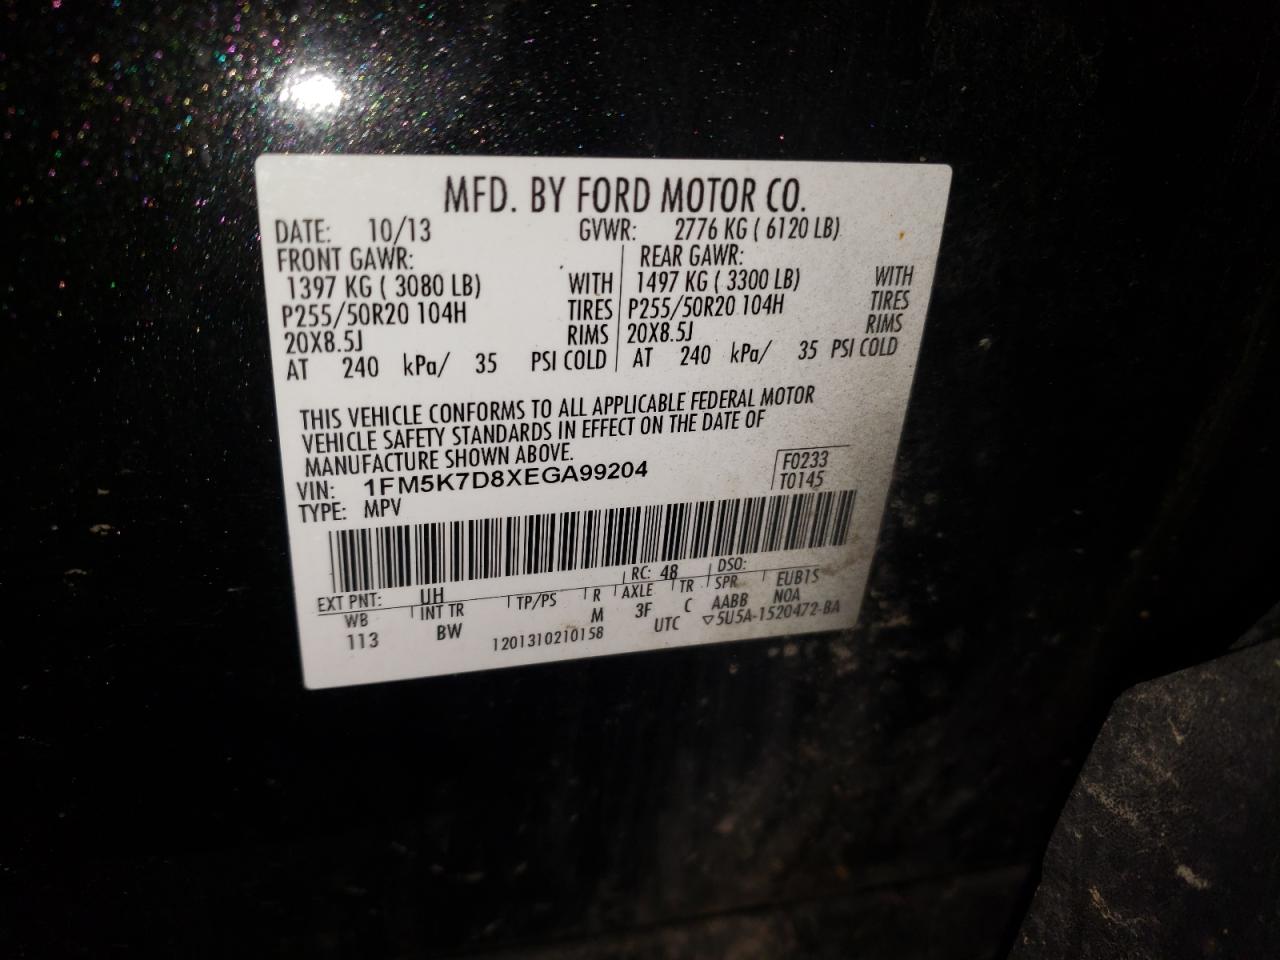 MFD. BY FORD MOTOR CO.
DATE: 10/13 GVWR: 2776 KG ( 6120 LB)
FRONT GAWR: REAR GAWR:
1397 KG ( 3080 LB) WITH 1497 KG ( 3300 LB) WITH
P255/50R20 104H TIRES P255/50R20 104H TIRES
20X8.5J RIMS 20X8.5J RIMS
AT 240 kPa/ 35 PSI COLD AT 240 kPa/ 35 PSI COLD
THIS VEHICLE CONFORMS TO ALL APPLICABLE FEDERAL MOTOR
VEHICLE SAFETY STANDARDS IN EFFECT ON THE DATE OF
MANUFACTURE SHOWN ABOVE.
VIN: 1FM5K7D8XEGA99204 F0233
TYPE: MPV T0145
EXT PNT: UH RC: 48 DSO:
WB INT TR TP/PS R AXLE TR SPR EUB1S
113 BW M 3F C AABB NOA
1201310210158 UTC ▽5U5A-1520472-BA